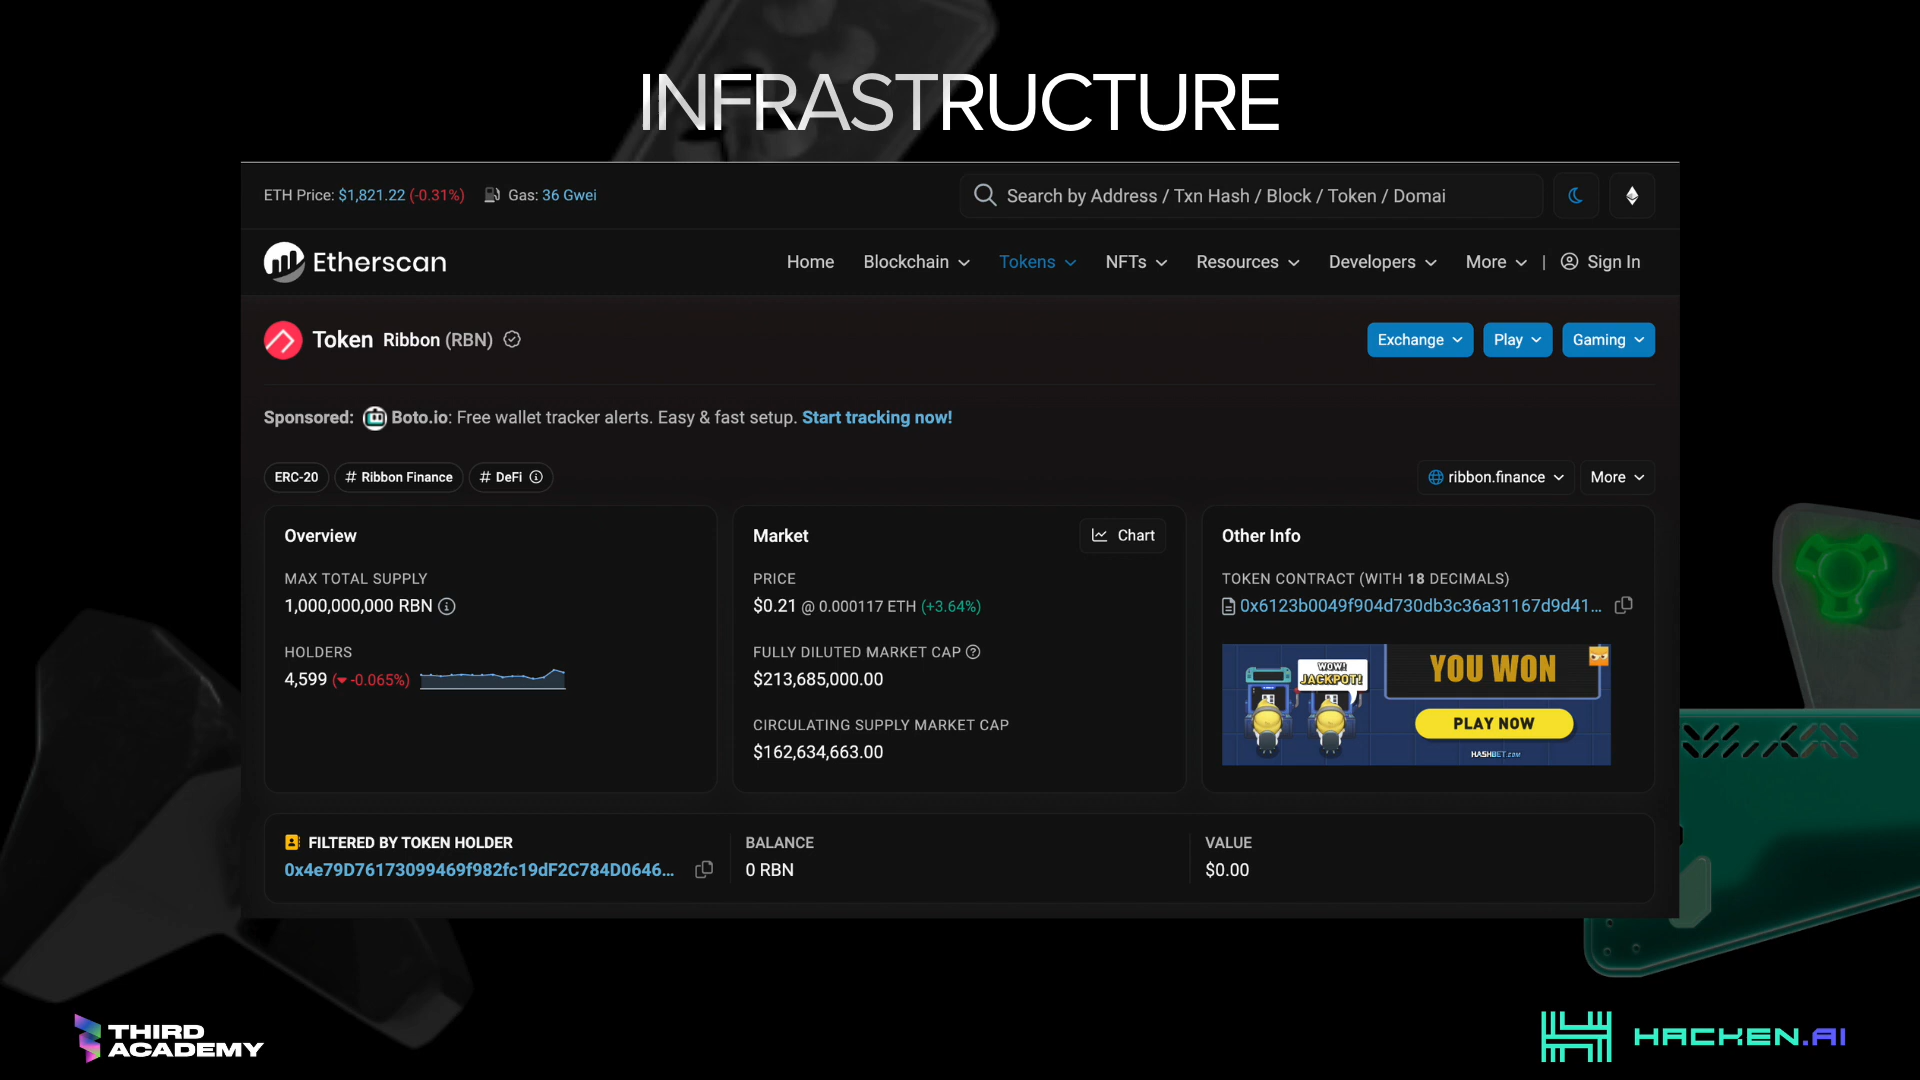 INFRASTRUCTURE
ETH Price: $1,821.22 (-0.31%) Gas: 36 Gwei
Search by Address / Txn Hash / Block / Token / Domai
Etherscan
Home Blockchain Tokens NFTs Resources Developers More | Sign In
Token Ribbon (RBN)
Exchange Play Gaming
Sponsored: Boto.io: Free wallet tracker alerts. Easy & fast setup. Start tracking now!
ERC-20 # Ribbon Finance # DeFi
ribbon.finance More
Overview
MAX TOTAL SUPPLY
1,000,000,000 RBN
HOLDERS
4,599 (-0.065%)
Market
Chart
PRICE
$0.21 @ 0.000117 ETH (+3.64%)
FULLY DILUTED MARKET CAP
$213,685,000.00
CIRCULATING SUPPLY MARKET CAP
$162,634,663.00
Other Info
TOKEN CONTRACT (WITH 18 DECIMALS)
0x6123b0049f904d730db3c36a31167d9d41...
WOW!
JACKPOT!
YOU WON
PLAY NOW
HASHBET.COM
FILTERED BY TOKEN HOLDER
0x4e79D76173099469f982fc19dF2C784D0646...
BALANCE
0 RBN
VALUE
$0.00
THIRD
ACADEMY
HACKEN.AI